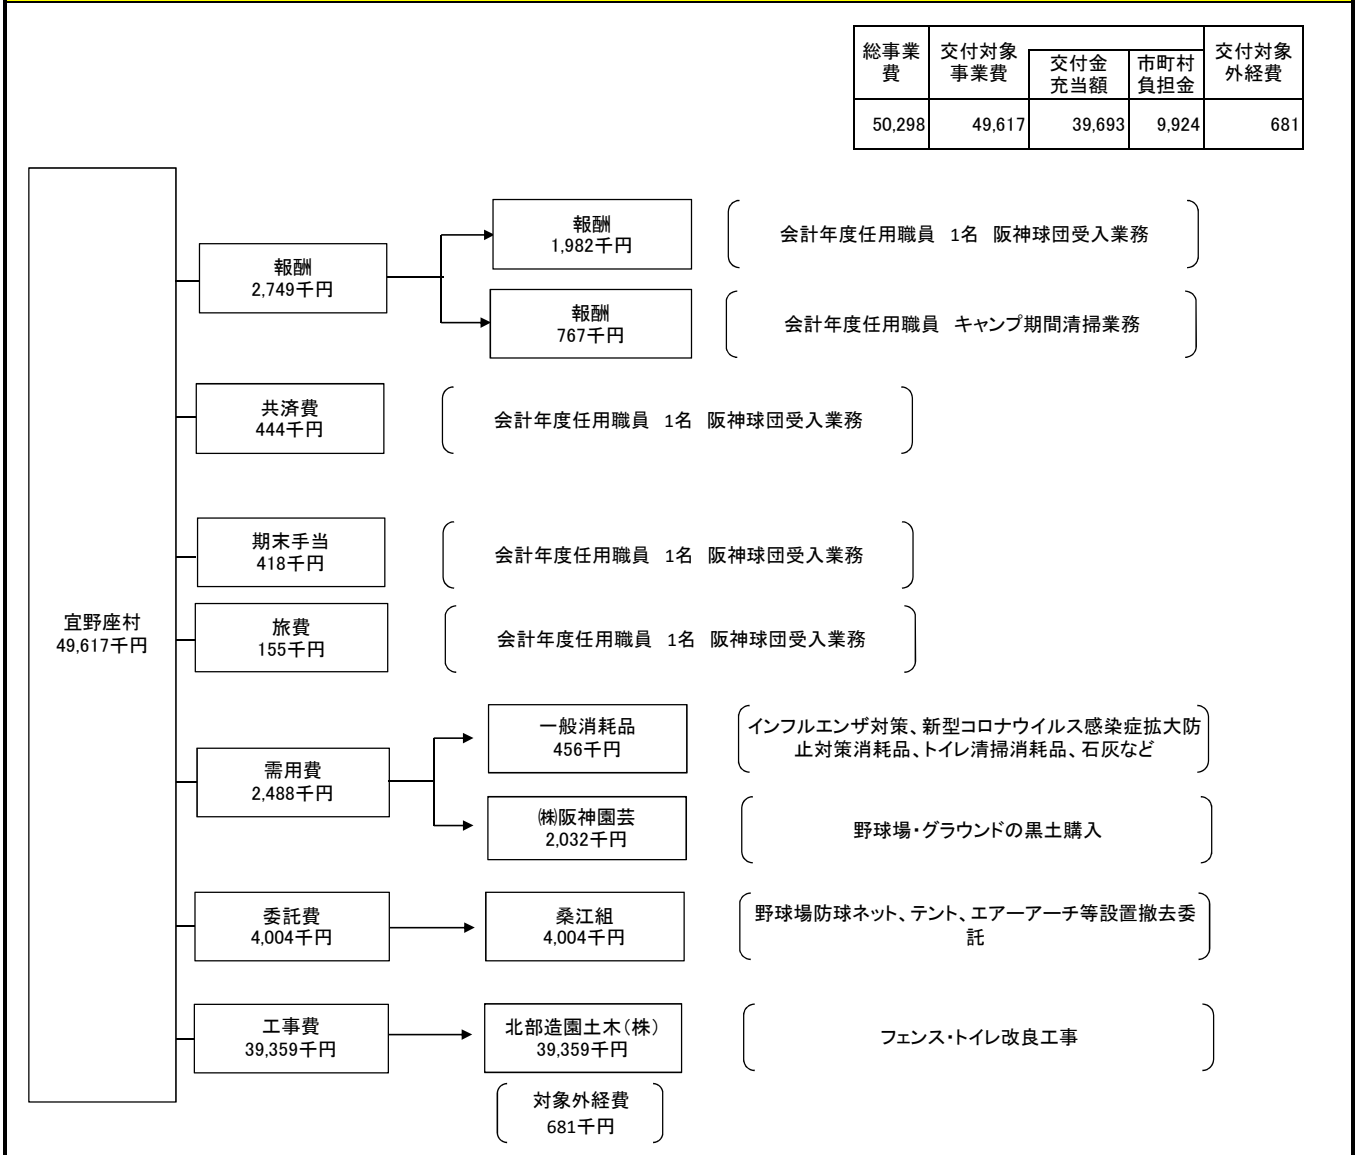 総事業
費
交付対象
事業費
交付金
充当額
市町村
負担金
交付対象
外経費
50,298
49,617
39,693
9,924
681
宜野座村
49,617千円
報酬
2,749千円
報酬
1,982千円
会計年度任用職員 1名 阪神球団受入業務
報酬
767千円
会計年度任用職員 キャンプ期間清掃業務
共済費
444千円
会計年度任用職員 1名 阪神球団受入業務
期末手当
418千円
会計年度任用職員 1名 阪神球団受入業務
旅費
155千円
会計年度任用職員 1名 阪神球団受入業務
需用費
2,488千円
一般消耗品
456千円
インフルエンザ対策、新型コロナウイルス感染症拡大防
止対策消耗品、トイレ清掃消耗品、石灰など
㈱阪神園芸
2,032千円
野球場・グラウンドの黒土購入
委託費
4,004千円
桑江組
4,004千円
野球場防球ネット、テント、エアーアーチ等設置撤去委
託
工事費
39,359千円
北部造園土木(株)
39,359千円
フェンス・トイレ改良工事
対象外経費
681千円